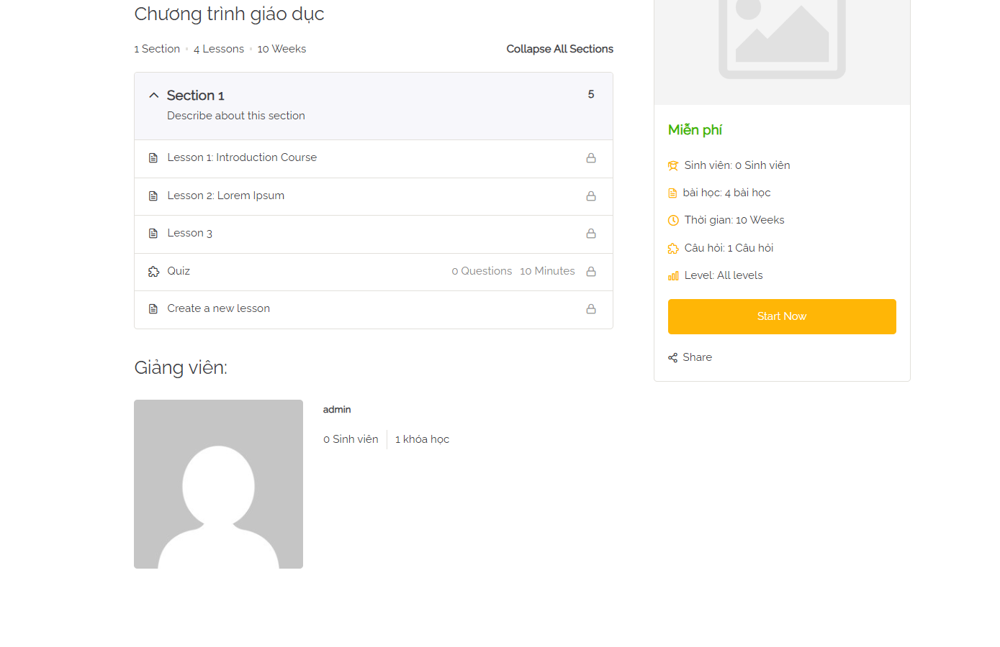 Chương trình giáo dục
1 Section 4 Lessons 10 Weeks
Collapse All Sections
Section 1
5
Describe about this section
Lesson 1: Introduction Course
Lesson 2: Lorem Ipsum
Lesson 3
Quiz
0 Questions 10 Minutes
Create a new lesson
Giảng viên:
admin
0 Sinh viên
1 khóa học
Miễn phí
Sinh viên: 0 Sinh viên
bài học: 4 bài học
Thời gian: 10 Weeks
Câu hỏi: 1 Câu hỏi
Level: All levels
Start Now
Share